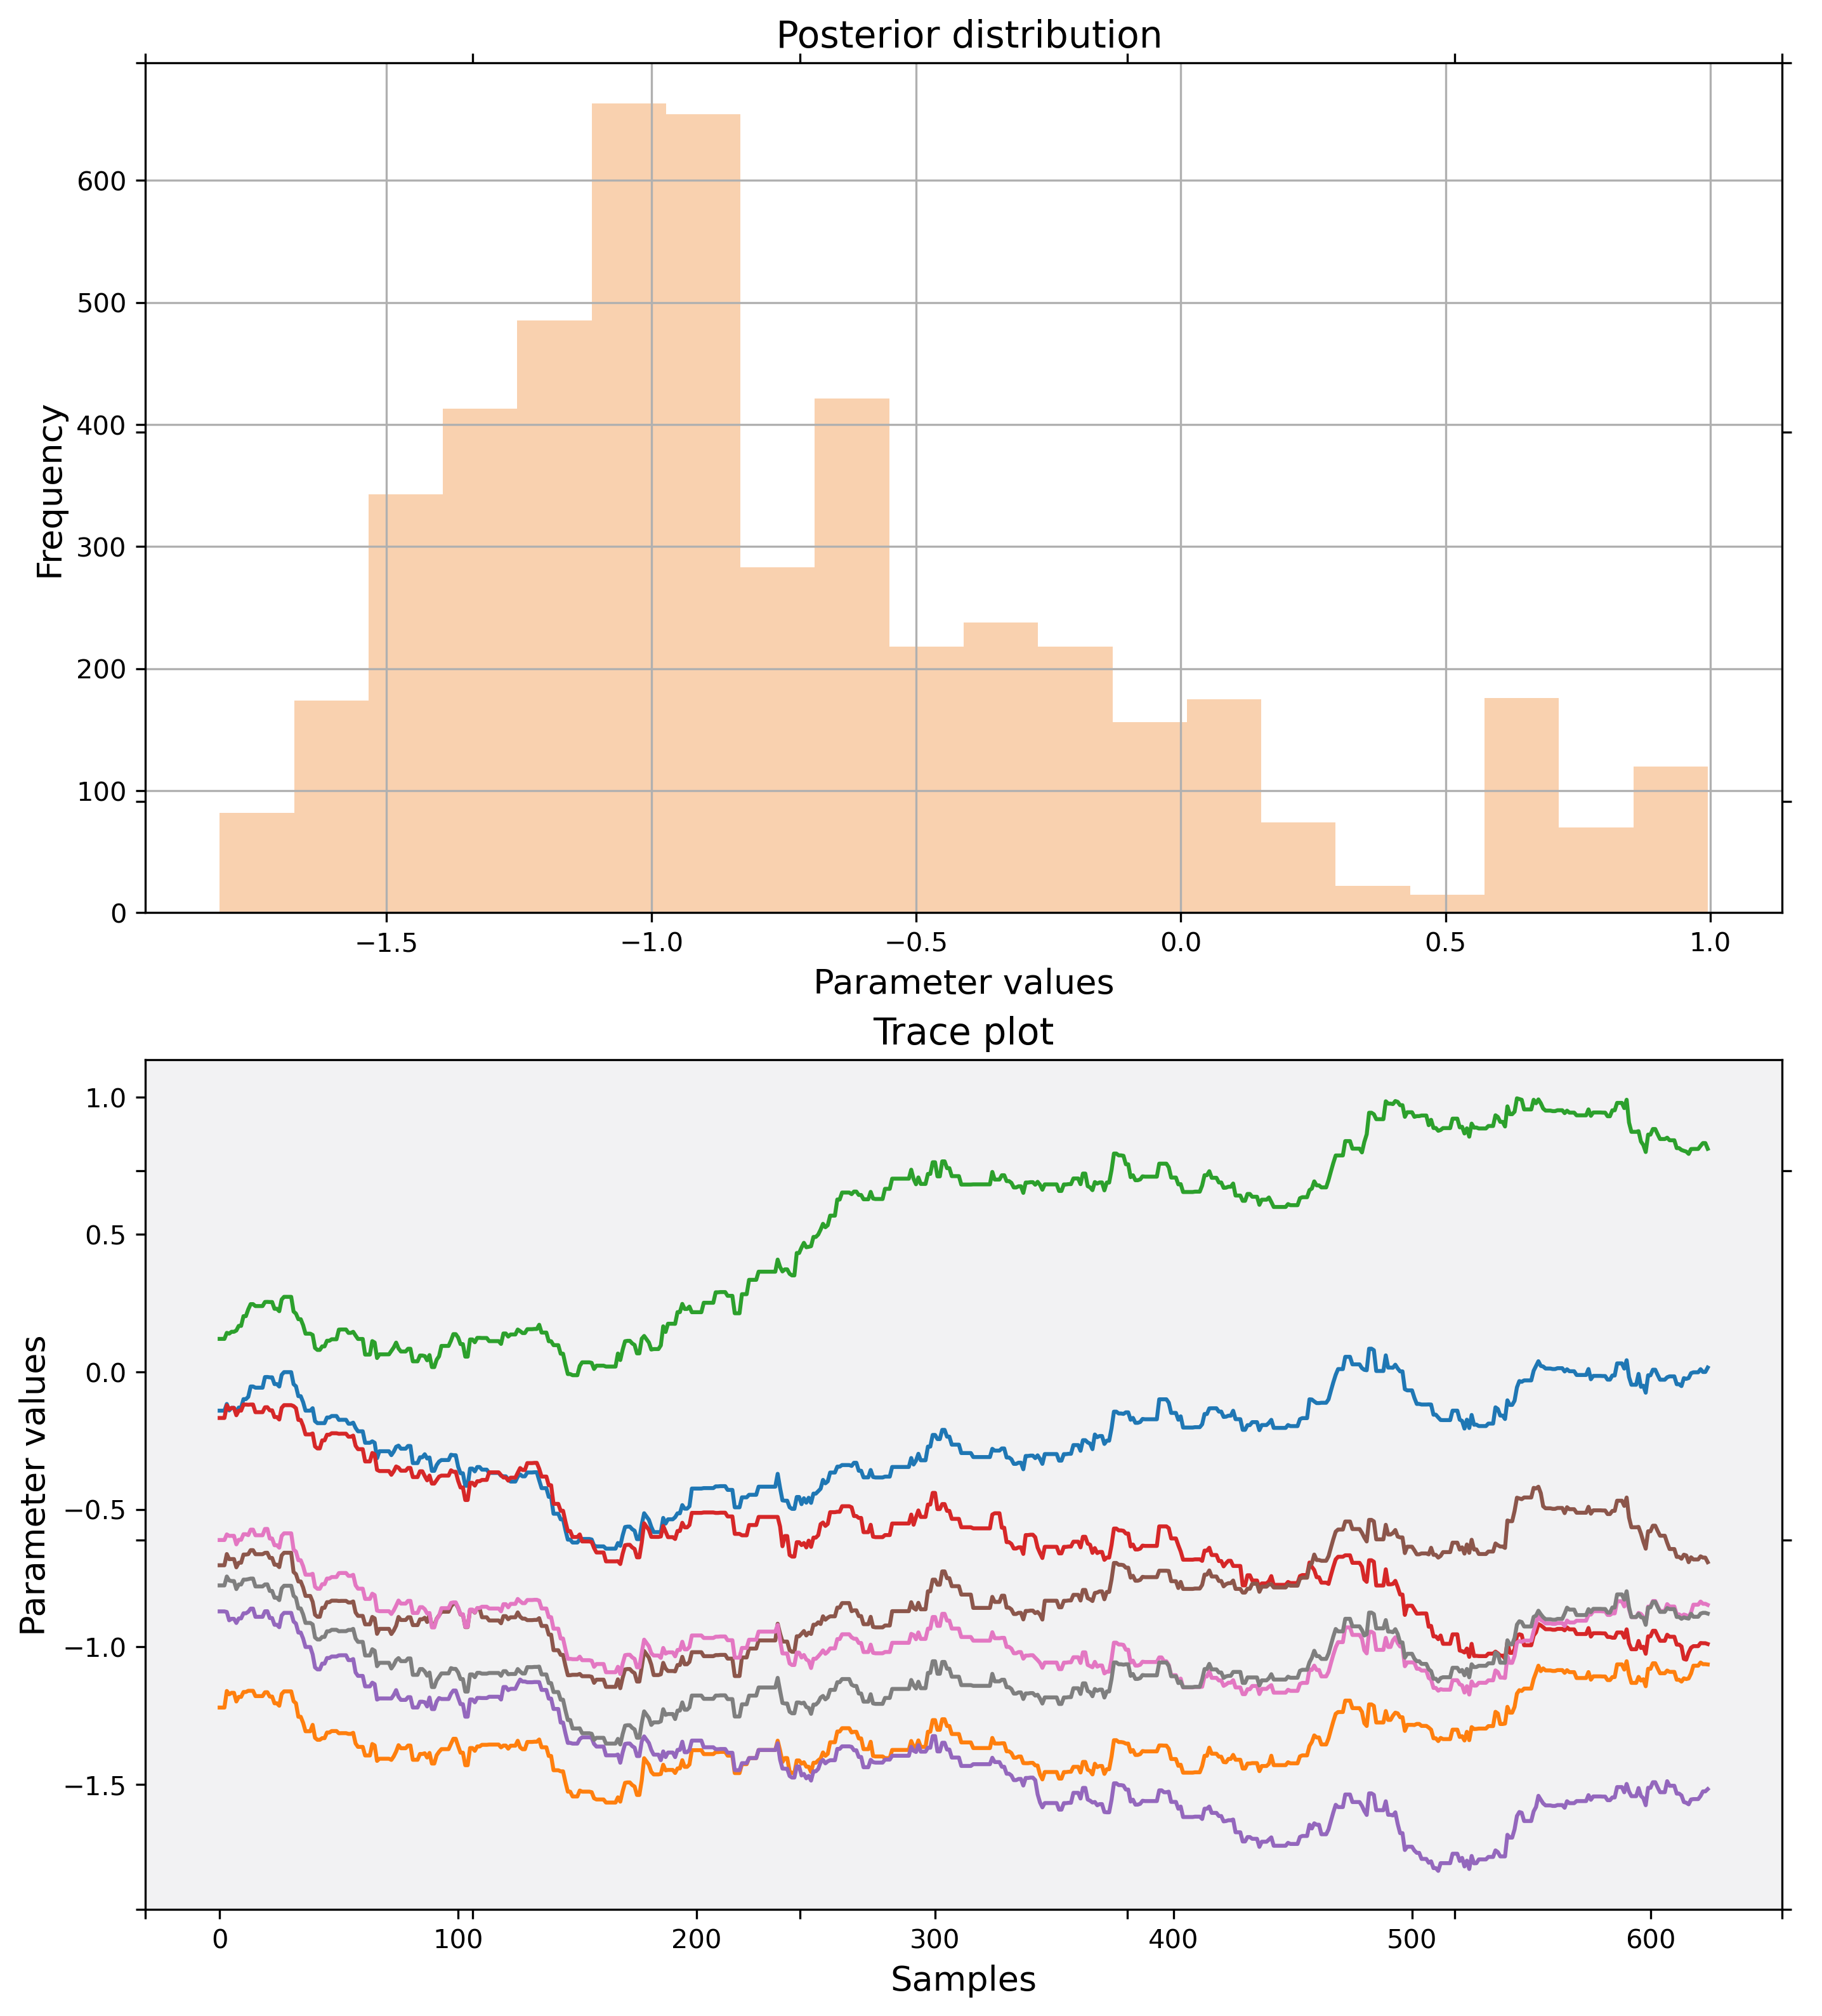 Posterior distribution
Frequency
600
500
400
300
200
100
0
−1.5 −1.0 −0.5 0.0 0.5 1.0
Parameter values
Trace plot
Parameter values
1.0
0.5
0.0
−0.5
−1.0
−1.5
0 100 200 300 400 500 600
Samples